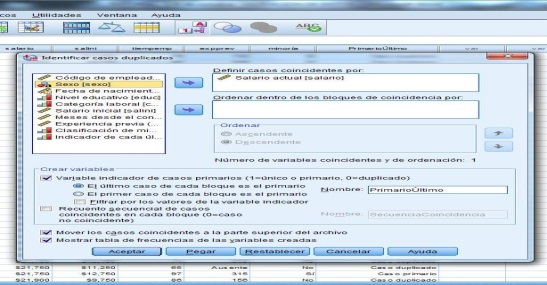 cos Utilidades Ventana Ayuda
salario salini tiempemp expprev minoría PrimarioÚltimo var var
Identificar casos duplicados
Código de emplead...
Sexo [sexo]
Fecha de nacimient...
Nivel educativo [educ]
Categoría laboral [c...
Salario inicial [salini]
Meses desde el con...
Experiencia previa (...
Clasificación de mi...
Indicador de cada úl...
Definir casos coincidentes por:
Salario actual [salario]
Ordenar dentro de los bloques de coincidencia por:
Ordenar
Ascendente
Descendente
Número de variables coincidentes y de ordenación: 1
Crear variables
Variable indicador de casos primarios (1=único o primario, 0=duplicado)
El último caso de cada bloque es el primario
El primer caso de cada bloque es el primario
Filtrar por los valores de la variable indicador
Nombre: PrimarioÚltimo
Recuento secuencial de casos
coincidentes en cada bloque (0=caso
no coincidente)
Nombre: SecuenciaCoincidencia
Mover los casos coincidentes a la parte superior del archivo
Mostrar tabla de frecuencias de las variables creadas
Aceptar Pegar Restablecer Cancelar Ayuda
$21,750 $11,250 65 Ausente No Caso duplicado
$21,750 $12,750 97 315 Sí Caso primario
$21,900 $9,750 86 156 No Caso duplicado